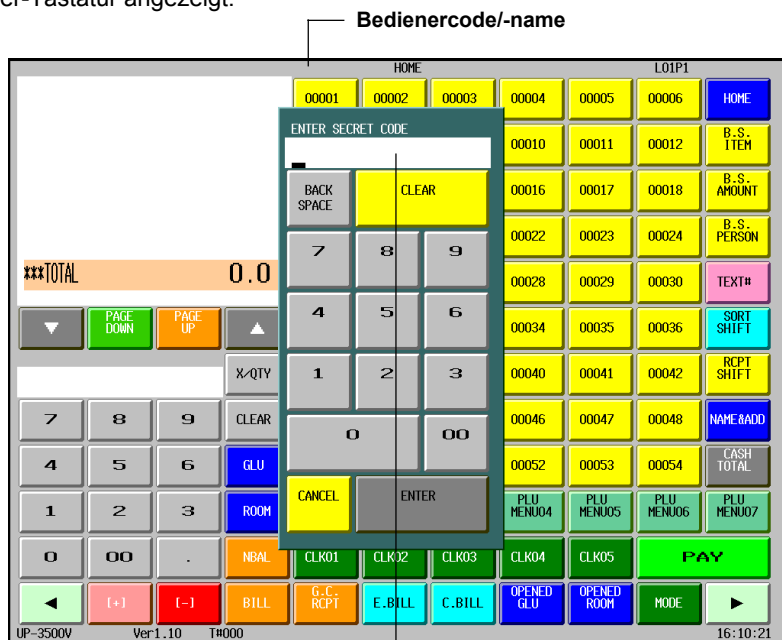 er-Tastatur angezeigt.
Bedienercode/-name
HOME L01P1
00001 00002 00003 00004 00005 00006 HOME
ENTER SECRET CODE
00010 00011 00012 B.S. ITEM
BACK SPACE CLEAR 00016 00017 00018 B.S. AMOUNT
7 8 9 00022 00023 00024 B.S. PERSON
***TOTAL 0.0
00028 00029 00030 TEXT#
PAGE DOWN PAGE UP 4 5 6 00034 00035 00036 SORT SHIFT
X/QTY 1 2 3 00040 00041 00042 RCPT SHIFT
7 8 9 CLEAR 0 00 00046 00047 00048 NAME&ADD
4 5 6 GLU 00052 00053 00054 CASH TOTAL
1 2 3 ROOM CANCEL ENTER PLU MENU04 PLU MENU05 PLU MENU06 PLU MENU07
0 00 . NBAL CLK01 CLK02 CLK03 CLK04 CLK05 PAY
[+] [-] BILL G.C. RCPT E.BILL C.BILL OPENED GLU OPENED ROOM MODE
UP-3500V Ver1.10 T#000 16:10:21